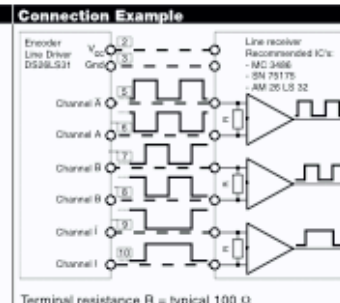 Connection Example
Encoder
Line Driver
DS26LS31
VCC
Gnd
2
3
Line receiver
Recommended IC's:
- MC 3486
- SN 75175
- AM 26 LS 32
5
Channel Ā
6
Channel A
7
Channel B̄
8
Channel B
9
Channel Ī
10
Channel I
R
R
R
Terminal resistance R = typical 100 Ω